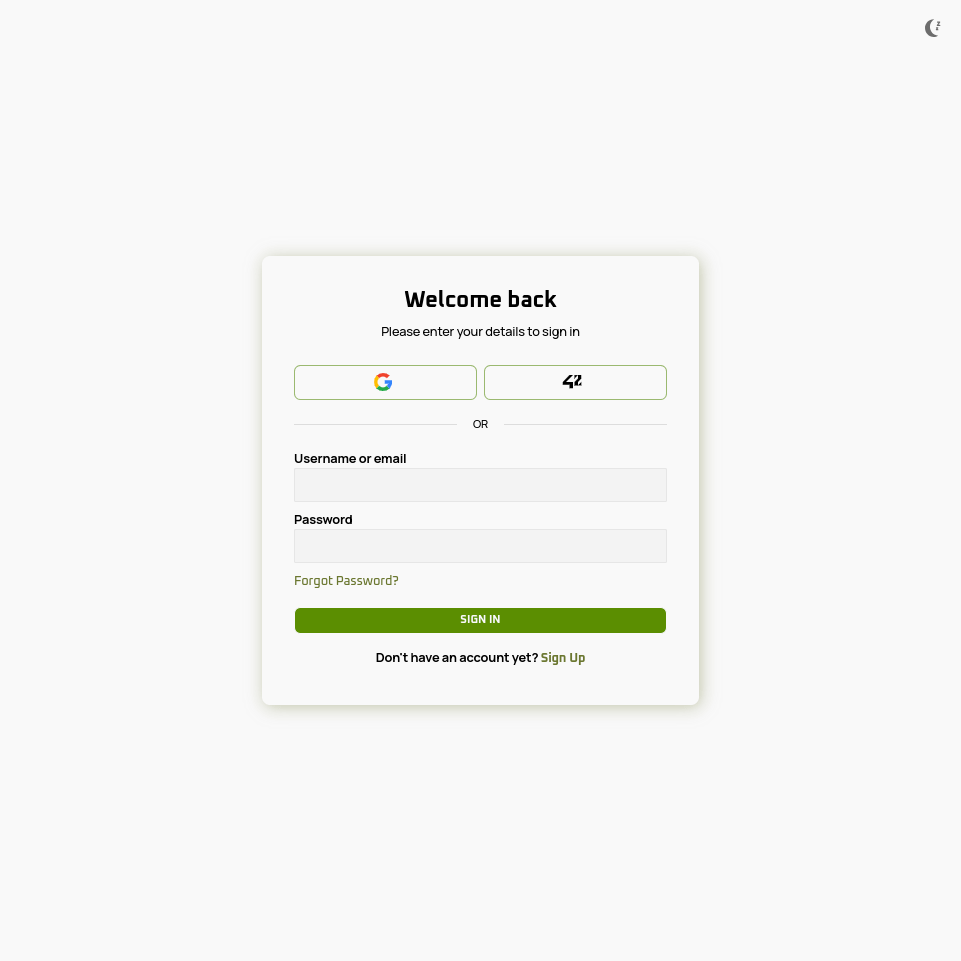 Welcome back
Please enter your details to sign in
42
OR
Username or email
Password
Forgot Password?
SIGN IN
Don't have an account yet? Sign Up